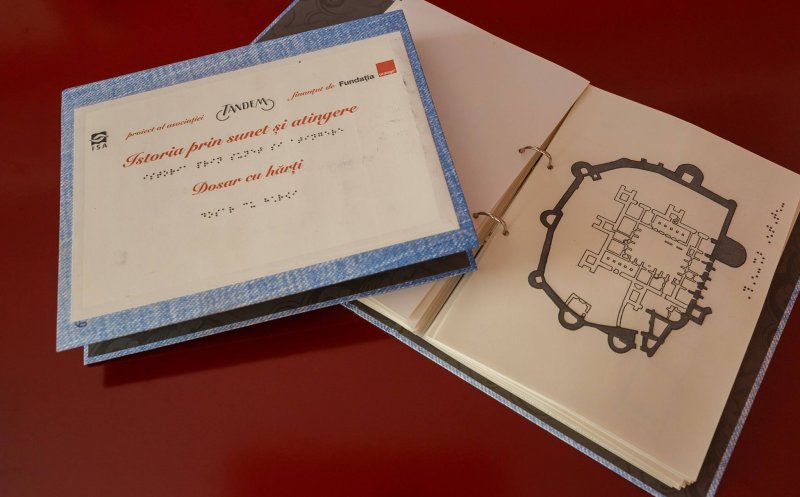 ISA
proiect al asociației TANDEM finanțat de Fundația orange
Istoria prin sunet și atingere
Dosar cu hărți